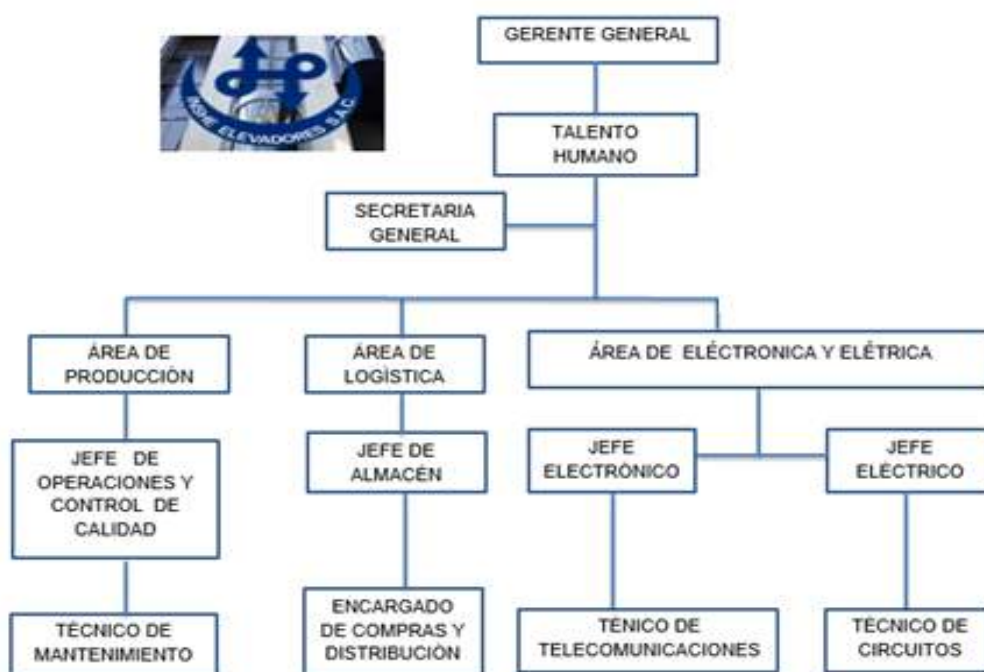 GERENTE GENERAL
INSHE ELEVADORES S.A.C.
TALENTO
HUMANO
SECRETARIA
GENERAL
ÁREA DE
PRODUCCIÓN
ÁREA DE
LOGÍSTICA
ÁREA DE ELÉCTRONICA Y ELÉTRICA
JEFE DE
OPERACIONES Y
CONTROL DE
CALIDAD
JEFE DE
ALMACÉN
JEFE
ELECTRÓNICO
JEFE
ELÉCTRICO
TÉCNICO DE
MANTENIMIENTO
ENCARGADO
DE COMPRAS Y
DISTRIBUCIÓN
TÉNICO DE
TELECOMUNICACIONES
TÉCNICO DE
CIRCUITOS